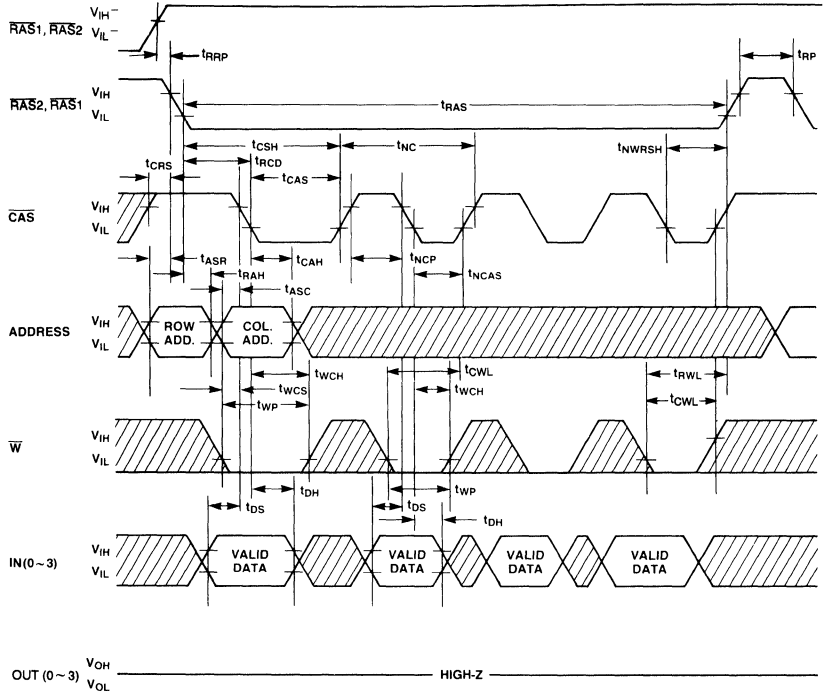 RAS1, RAS2 VIH VIL
tRRP tRP
RAS2, RAS1 VIH VIL
tRAS
tCSH tNC tNWRSH
tCRS tRCD
tCAS
CAS VIH VIL
tASR tCAH tNCP
tRAH tNCAS
tASC
ADDRESS VIH VIL ROW ADD. COL. ADD.
tWCH tCWL tRWL
tWCS tWCH
tWP tCWL
W VIH VIL
tDH tWP
tDS tDS tDH
IN(0~3) VIH VIL VALID DATA VALID DATA VALID DATA VALID DATA
OUT (0~3) VOH VOL HIGH-Z